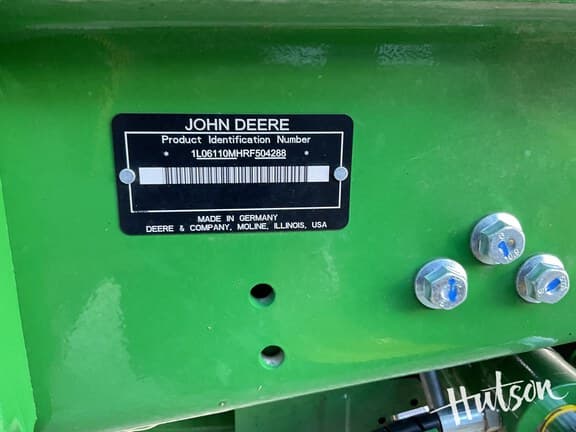 JOHN DEERE
Product Identification Number
* 1L06110MHRF504288 *
MADE IN GERMANY
DEERE & COMPANY, MOLINE, ILLINOIS, USA
Hutson